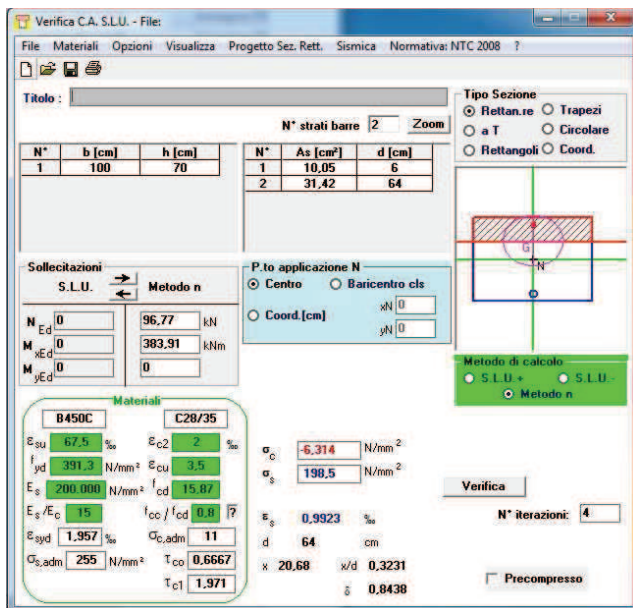 Verifica C.A. S.L.U. - File:
File Materiali Opzioni Visualizza Progetto Sez. Rett. Sismica Normativa: NTC 2008 ?
Titolo :
N° strati barre 2 Zoom
N° b [cm] h [cm]
1 100 70
N° As [cm²] d [cm]
1 10,05 6
2 31,42 64
Tipo Sezione
Rettan.re Trapezi
a T Circolare
Rettangoli Coord.
G
N
Sollecitazioni
S.L.U. Metodo n
N Ed 0 96,77 kN
M xEd 0 383,91 kNm
M yEd 0 0
P.to applicazione N
Centro Baricentro cls
Coord.[cm] xN 0
yN 0
Metodo di calcolo
S.L.U.+ S.L.U.-
Metodo n
Materiali
B450C C28/35
εsu 67,5 ‰ εc2 2 ‰
fyd 391,3 N/mm² εcu 3,5
Es 200.000 N/mm² fcd 15,87
Es/Ec 15 fcc/fcd 0,8 ?
εsyd 1,957 ‰ σc,adm 11
σs,adm 255 N/mm² τco 0,6667
τc1 1,971
σc -6,314 N/mm²
σs 198,5 N/mm²
εs 0,9923 ‰
d 64 cm
x 20,68 x/d 0,3231
δ 0,8438
Verifica
N° iterazioni: 4
Precompresso